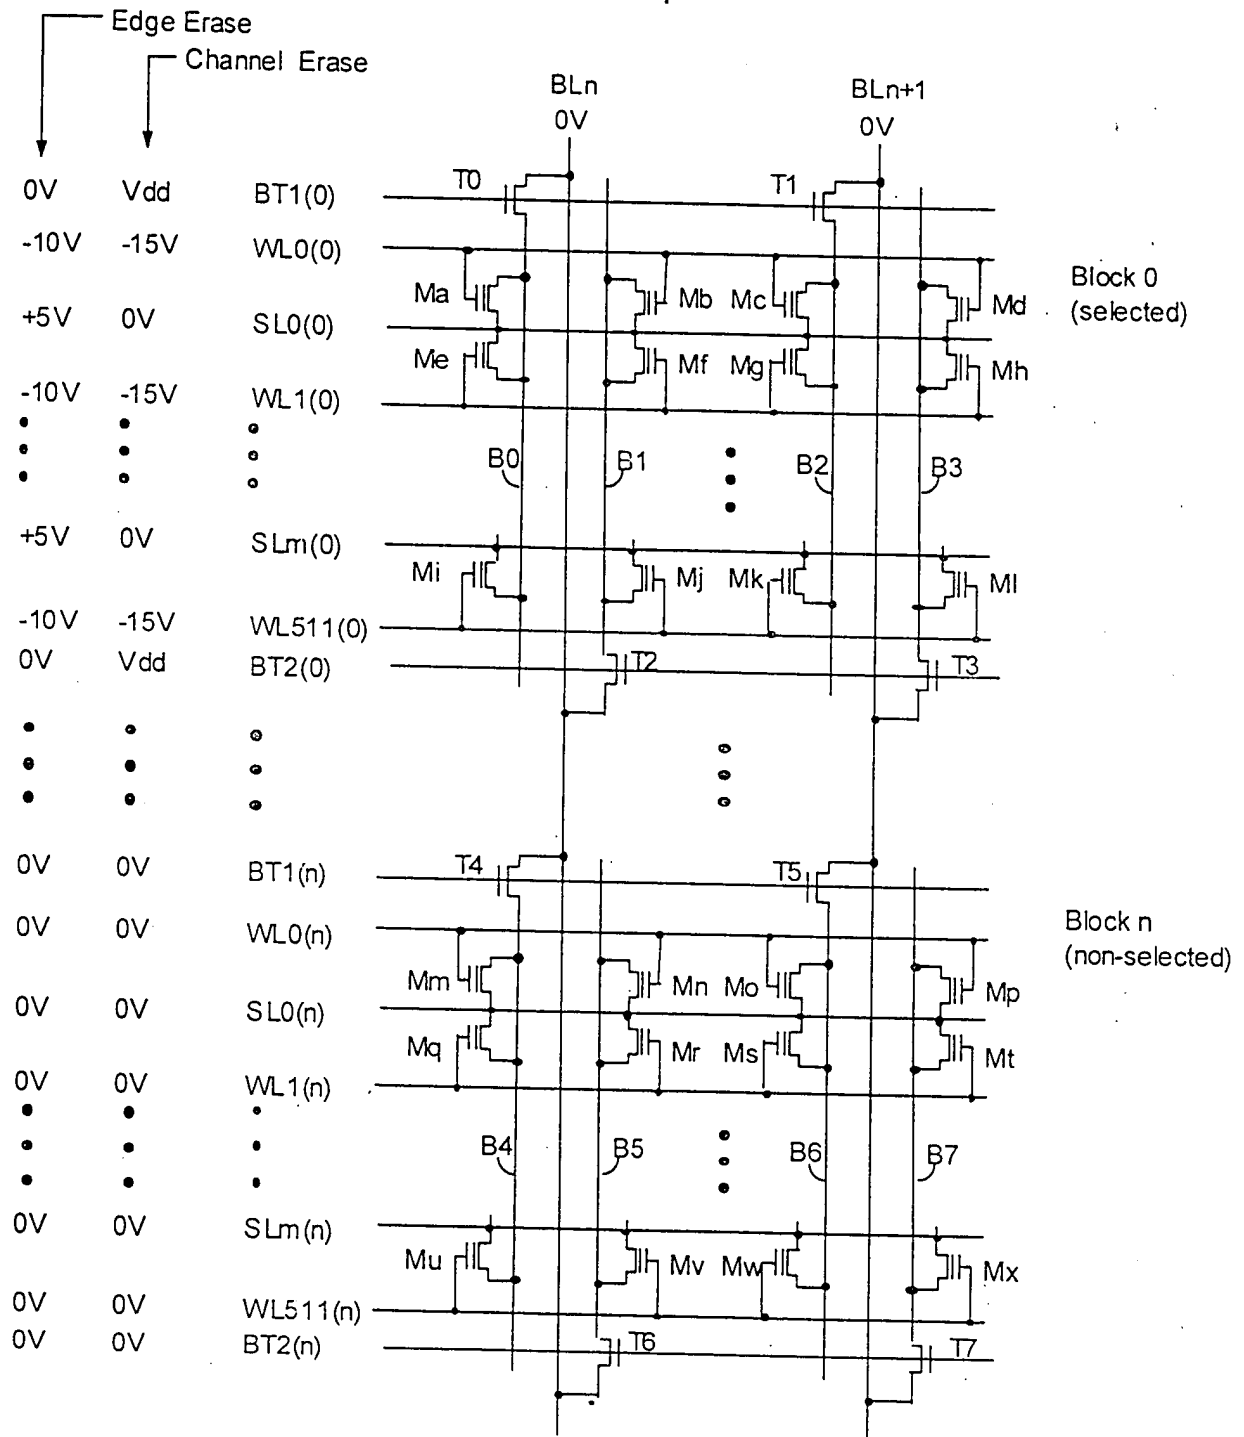 Edge Erase
Channel Erase
BLn
0V
BLn+1
0V
0V Vdd BT1(0) T0 T1
-10V -15V WL0(0)
Ma Mb Mc Md
Block 0
(selected)
+5V 0V SL0(0)
Me Mf Mg Mh
-10V -15V WL1(0)
B0 B1 B2 B3
+5V 0V SLm(0)
Mi Mj Mk Ml
-10V -15V WL511(0)
0V Vdd BT2(0) T2 T3
0V 0V BT1(n) T4 T5
0V 0V WL0(n)
Block n
(non-selected)
Mm Mn Mo Mp
0V 0V SL0(n)
Mq Mr Ms Mt
0V 0V WL1(n)
B4 B5 B6 B7
0V 0V SLm(n)
Mu Mv Mw Mx
0V 0V WL511(n)
0V 0V BT2(n) T6 T7